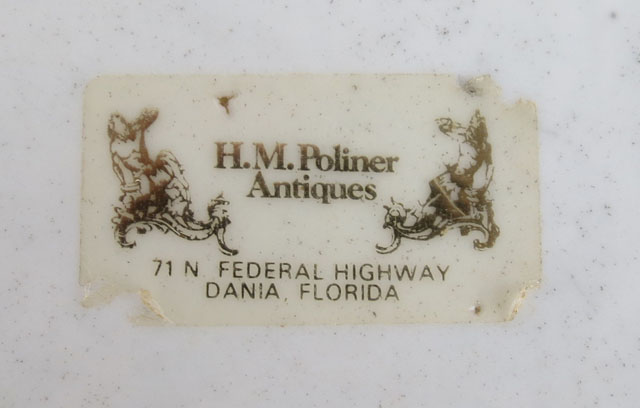 H.M. Poliner
Antiques
71 N FEDERAL HIGHWAY
DANIA, FLORIDA